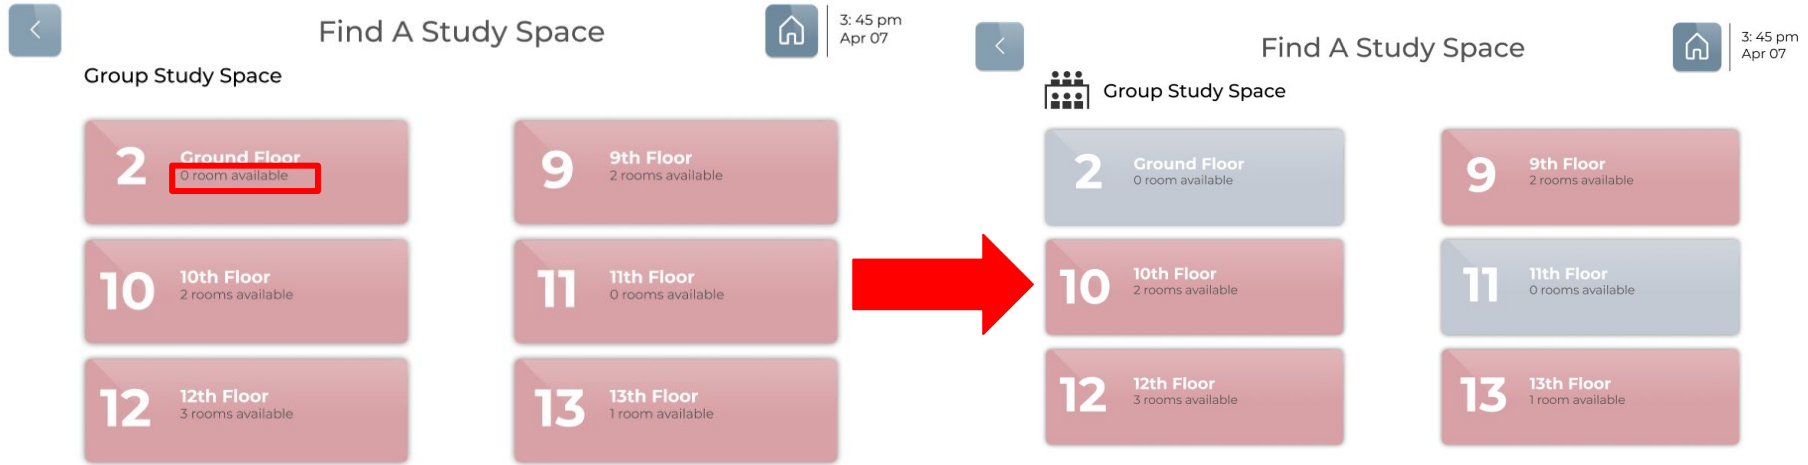 Find A Study Space
3: 45 pm
Apr 07
Group Study Space
2
Ground Floor
0 room available
9
9th Floor
2 rooms available
10
10th Floor
2 rooms available
11
11th Floor
0 rooms available
12
12th Floor
3 rooms available
13
13th Floor
1 room available
Find A Study Space
3: 45 pm
Apr 07
Group Study Space
2
Ground Floor
0 room available
9
9th Floor
2 rooms available
10
10th Floor
2 rooms available
11
11th Floor
0 rooms available
12
12th Floor
3 rooms available
13
13th Floor
1 room available